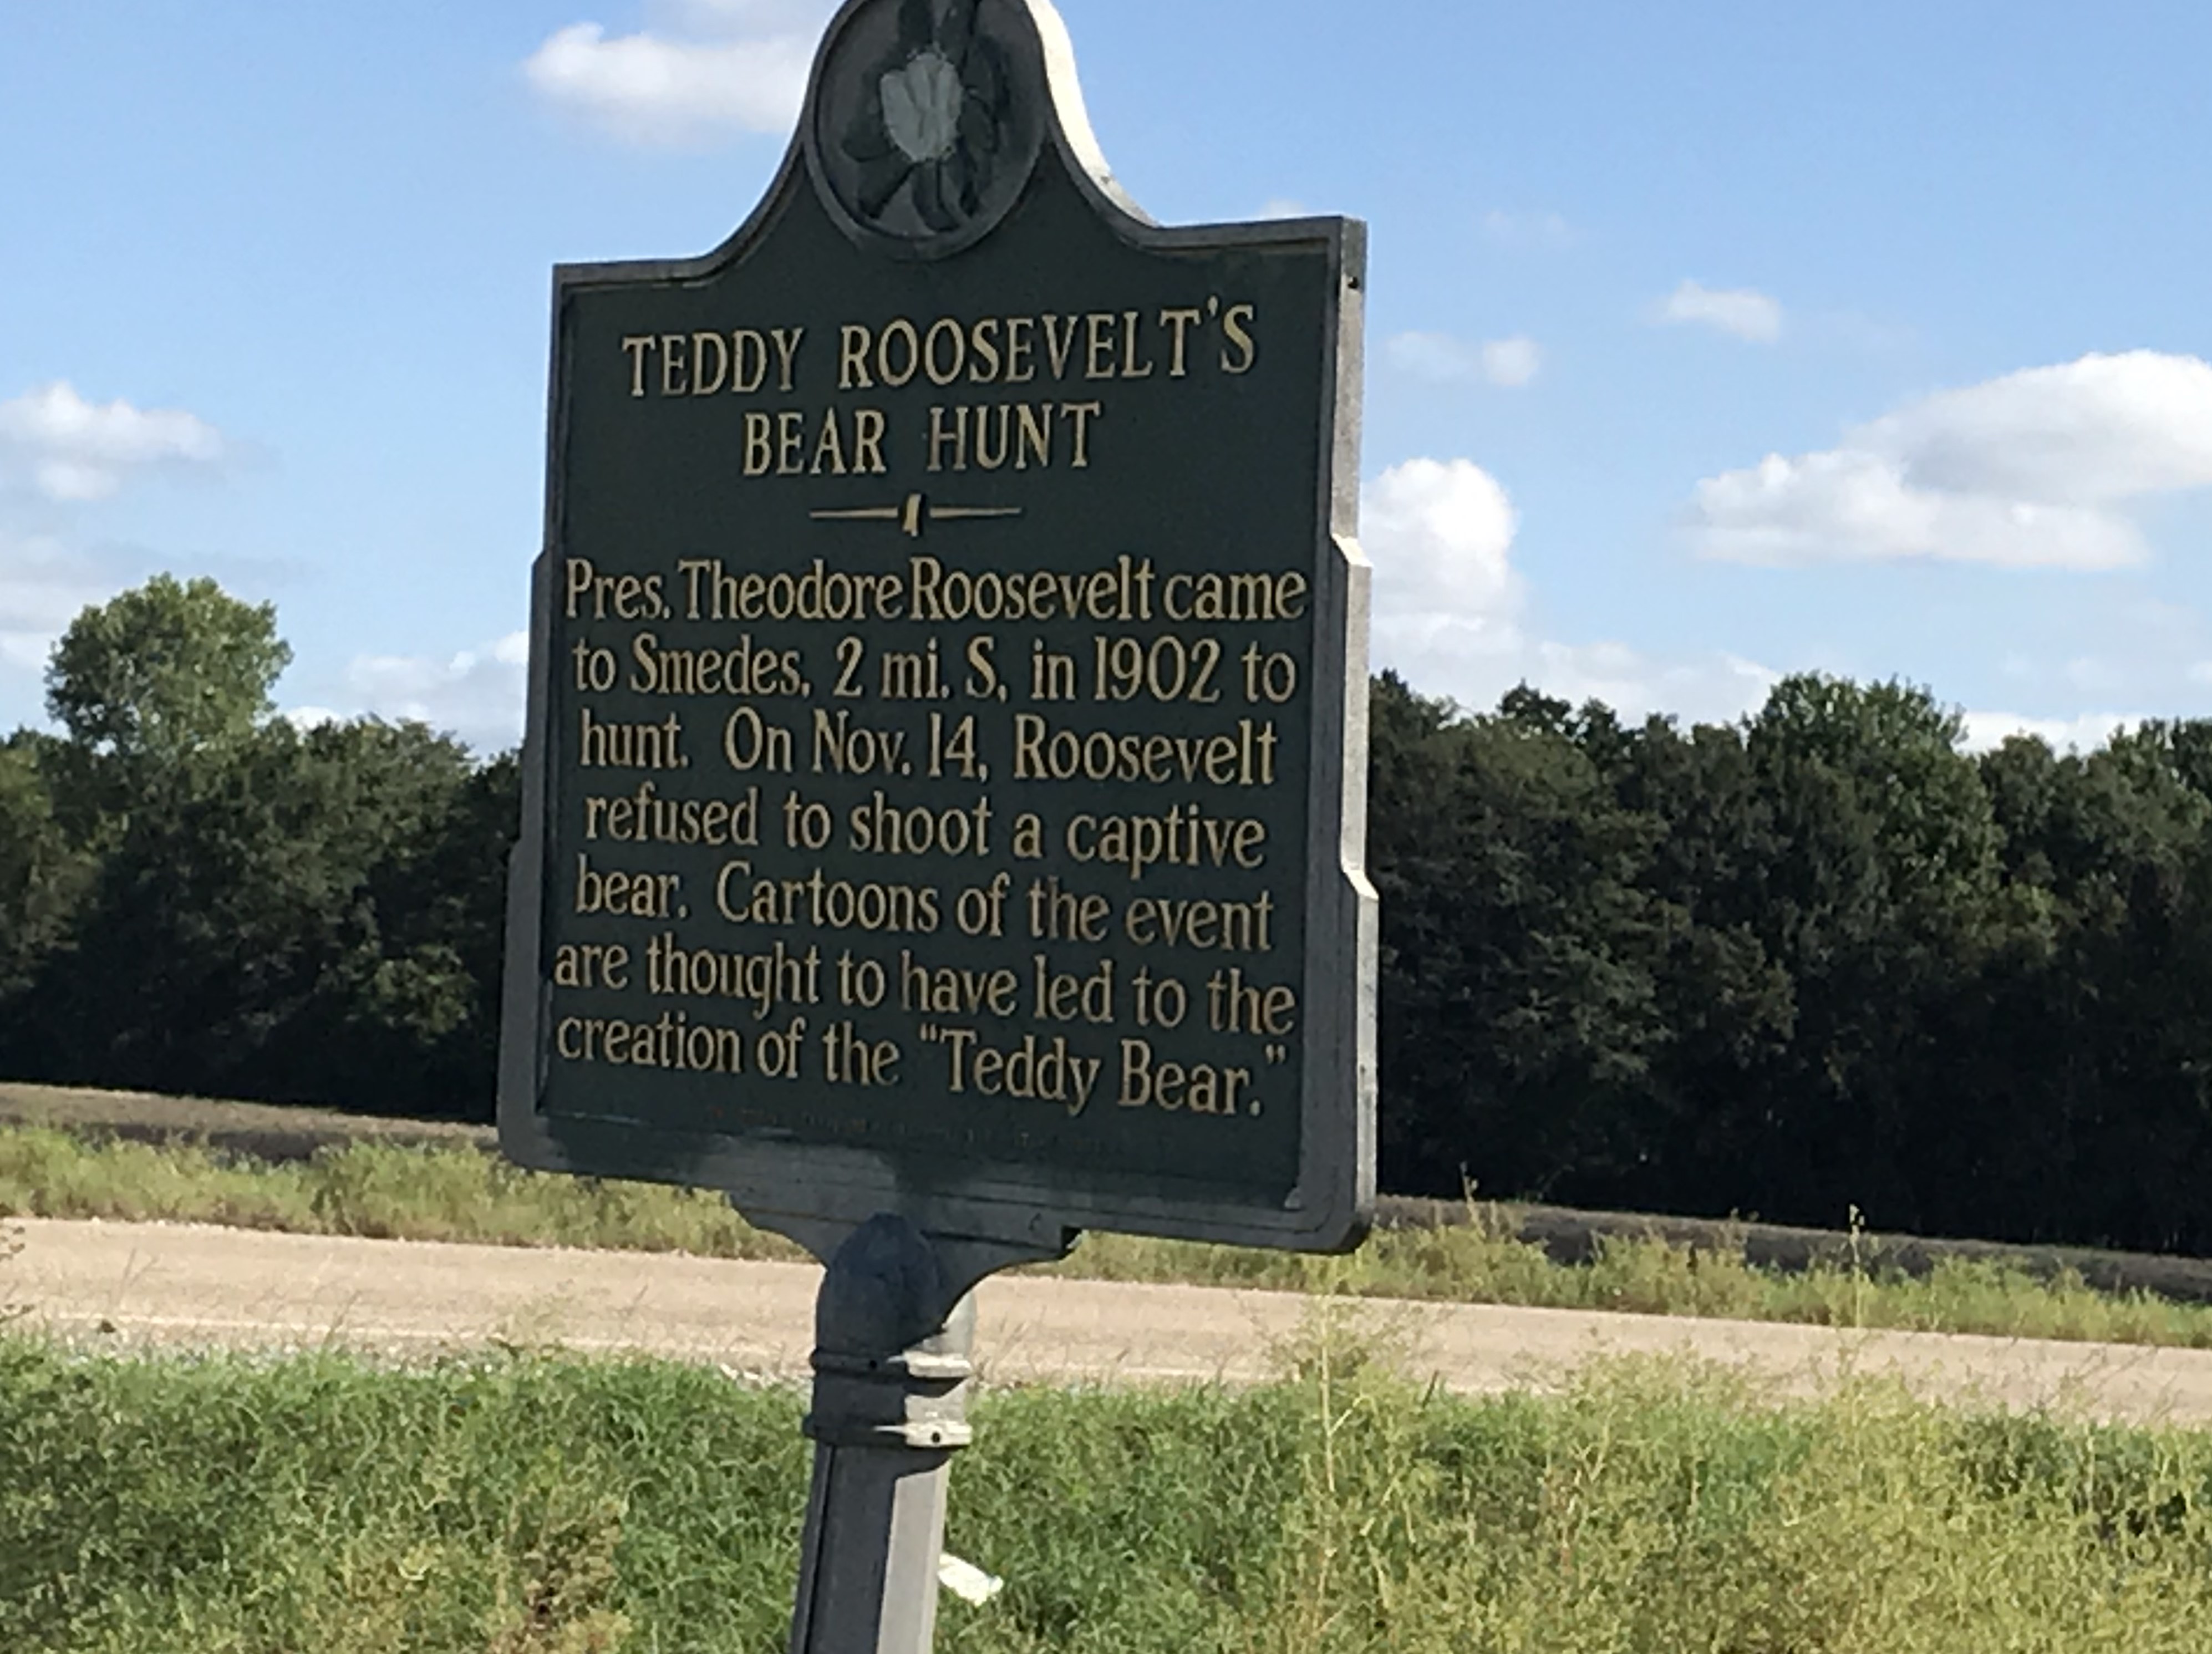 TEDDY ROOSEVELT'S
BEAR HUNT
Pres. Theodore Roosevelt came
to Smedes, 2 mi. S, in 1902 to
hunt. On Nov. 14, Roosevelt
refused to shoot a captive
bear. Cartoons of the event
are thought to have led to the
creation of the "Teddy Bear."